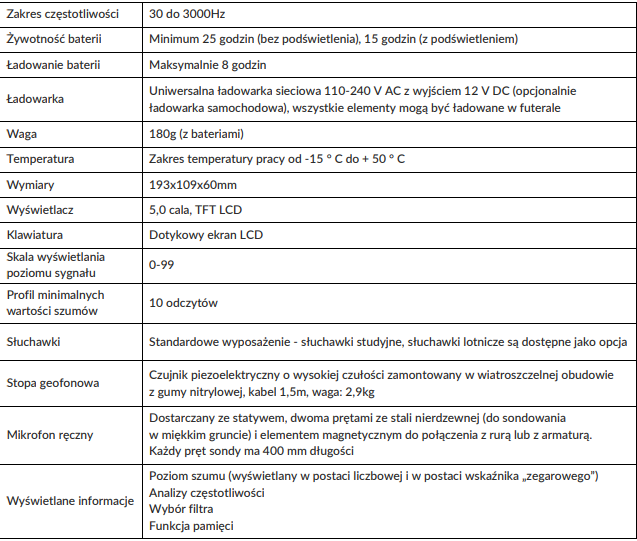 Zakres częstotliwości 30 do 3000Hz
Żywotność baterii Minimum 25 godzin (bez podświetlenia), 15 godzin (z podświetleniem)
Ładowanie baterii Maksymalnie 8 godzin
Ładowarka Uniwersalna ładowarka sieciowa 110-240 V AC z wyjściem 12 V DC (opcjonalnie
ładowarka samochodowa), wszystkie elementy mogą być ładowane w futerale
Waga 180g (z bateriami)
Temperatura Zakres temperatury pracy od -15 ° C do + 50 ° C
Wymiary 193x109x60mm
Wyświetlacz 5,0 cala, TFT LCD
Klawiatura Dotykowy ekran LCD
Skala wyświetlania
poziomu sygnału 0-99
Profil minimalnych
wartości szumów 10 odczytów
Słuchawki Standardowe wyposażenie - słuchawki studyjne, słuchawki lotnicze są dostępne jako opcja
Stopa geofonowa Czujnik piezoelektryczny o wysokiej czułości zamontowany w wiatroszczelnej obudowie
z gumy nitrylowej, kabel 1,5m, waga: 2,9kg
Mikrofon ręczny Dostarczany ze statywem, dwoma prętami ze stali nierdzewnej (do sondowania
w miękkim gruncie) i elementem magnetycznym do połączenia z rurą lub z armaturą.
Każdy pręt sondy ma 400 mm długości
Wyświetlane informacje Poziom szumu (wyświetlany w postaci liczbowej i w postaci wskaźnika „zegarowego”)
Analizy częstotliwości
Wybór filtra
Funkcja pamięci